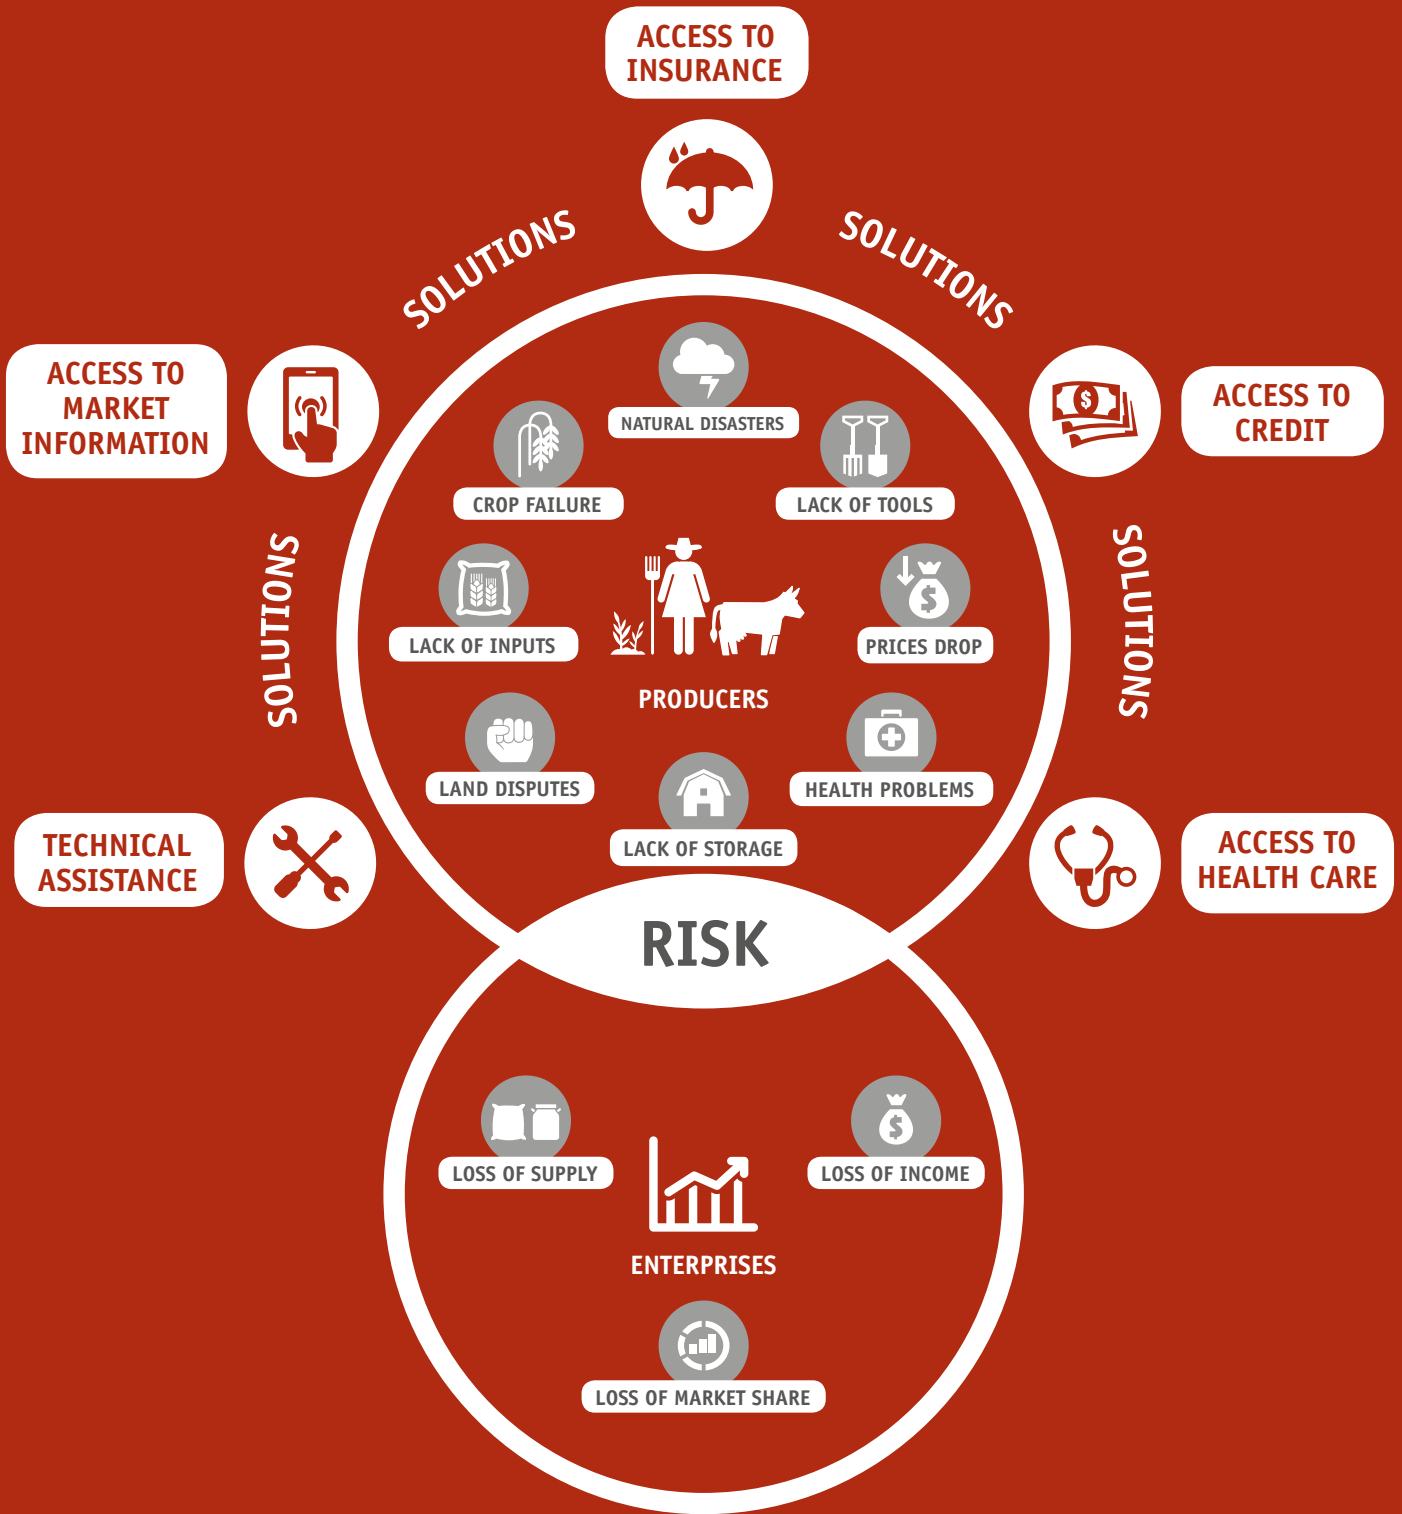 ACCESS TO
INSURANCE
SOLUTIONS
SOLUTIONS
ACCESS TO
MARKET
INFORMATION
$
ACCESS TO
CREDIT
NATURAL DISASTERS
CROP FAILURE
LACK OF TOOLS
SOLUTIONS
SOLUTIONS
$
LACK OF INPUTS
PRICES DROP
PRODUCERS
LAND DISPUTES
HEALTH PROBLEMS
LACK OF STORAGE
TECHNICAL
ASSISTANCE
ACCESS TO
HEALTH CARE
RISK
$
LOSS OF SUPPLY
LOSS OF INCOME
ENTERPRISES
LOSS OF MARKET SHARE